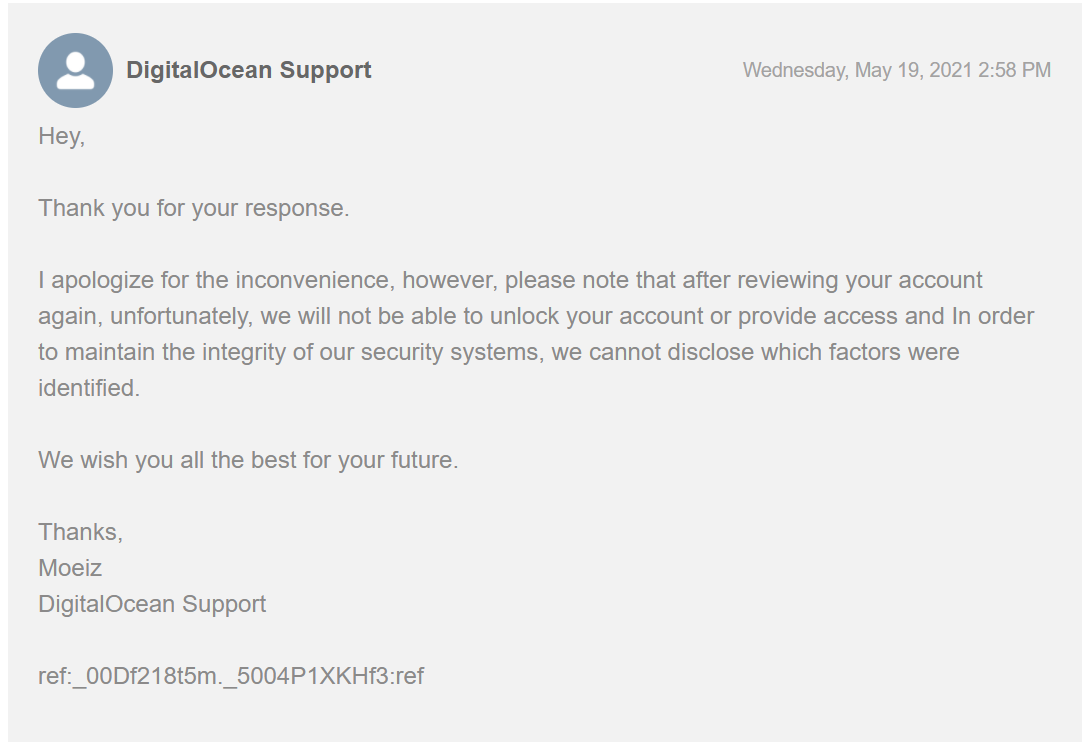 DigitalOcean Support
Wednesday, May 19, 2021 2:58 PM
Hey,
Thank you for your response.
I apologize for the inconvenience, however, please note that after reviewing your account
again, unfortunately, we will not be able to unlock your account or provide access and In order
to maintain the integrity of our security systems, we cannot disclose which factors were
identified.
We wish you all the best for your future.
Thanks,
Moeiz
DigitalOcean Support
ref:_00Df218t5m._5004P1XKHf3:ref